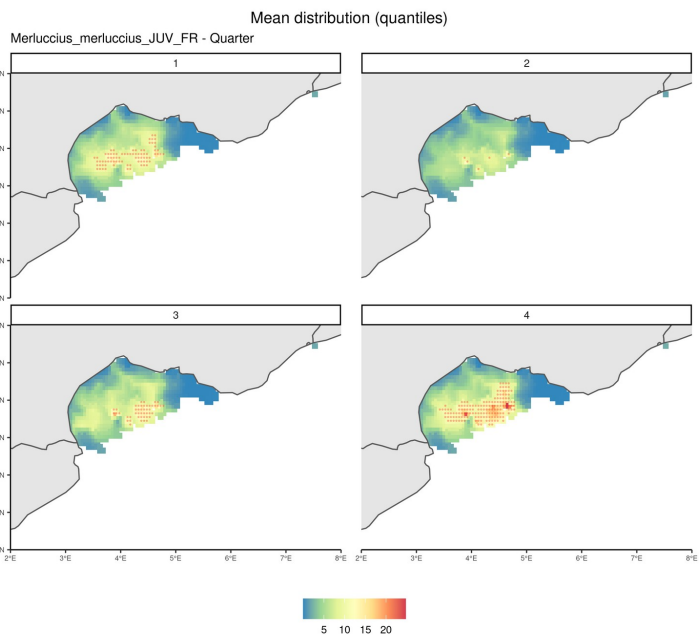 Mean distribution (quantiles)
Merluccius_merluccius_JUV_FR - Quarter
1
2
N
N
N
N
N
N
N
3
4
N
N
N
N
N
N
N
2°E 3°E 4°E 5°E 6°E 7°E 8°E 2°E 3°E 4°E 5°E 6°E 7°E 8°E
5 10 15 20